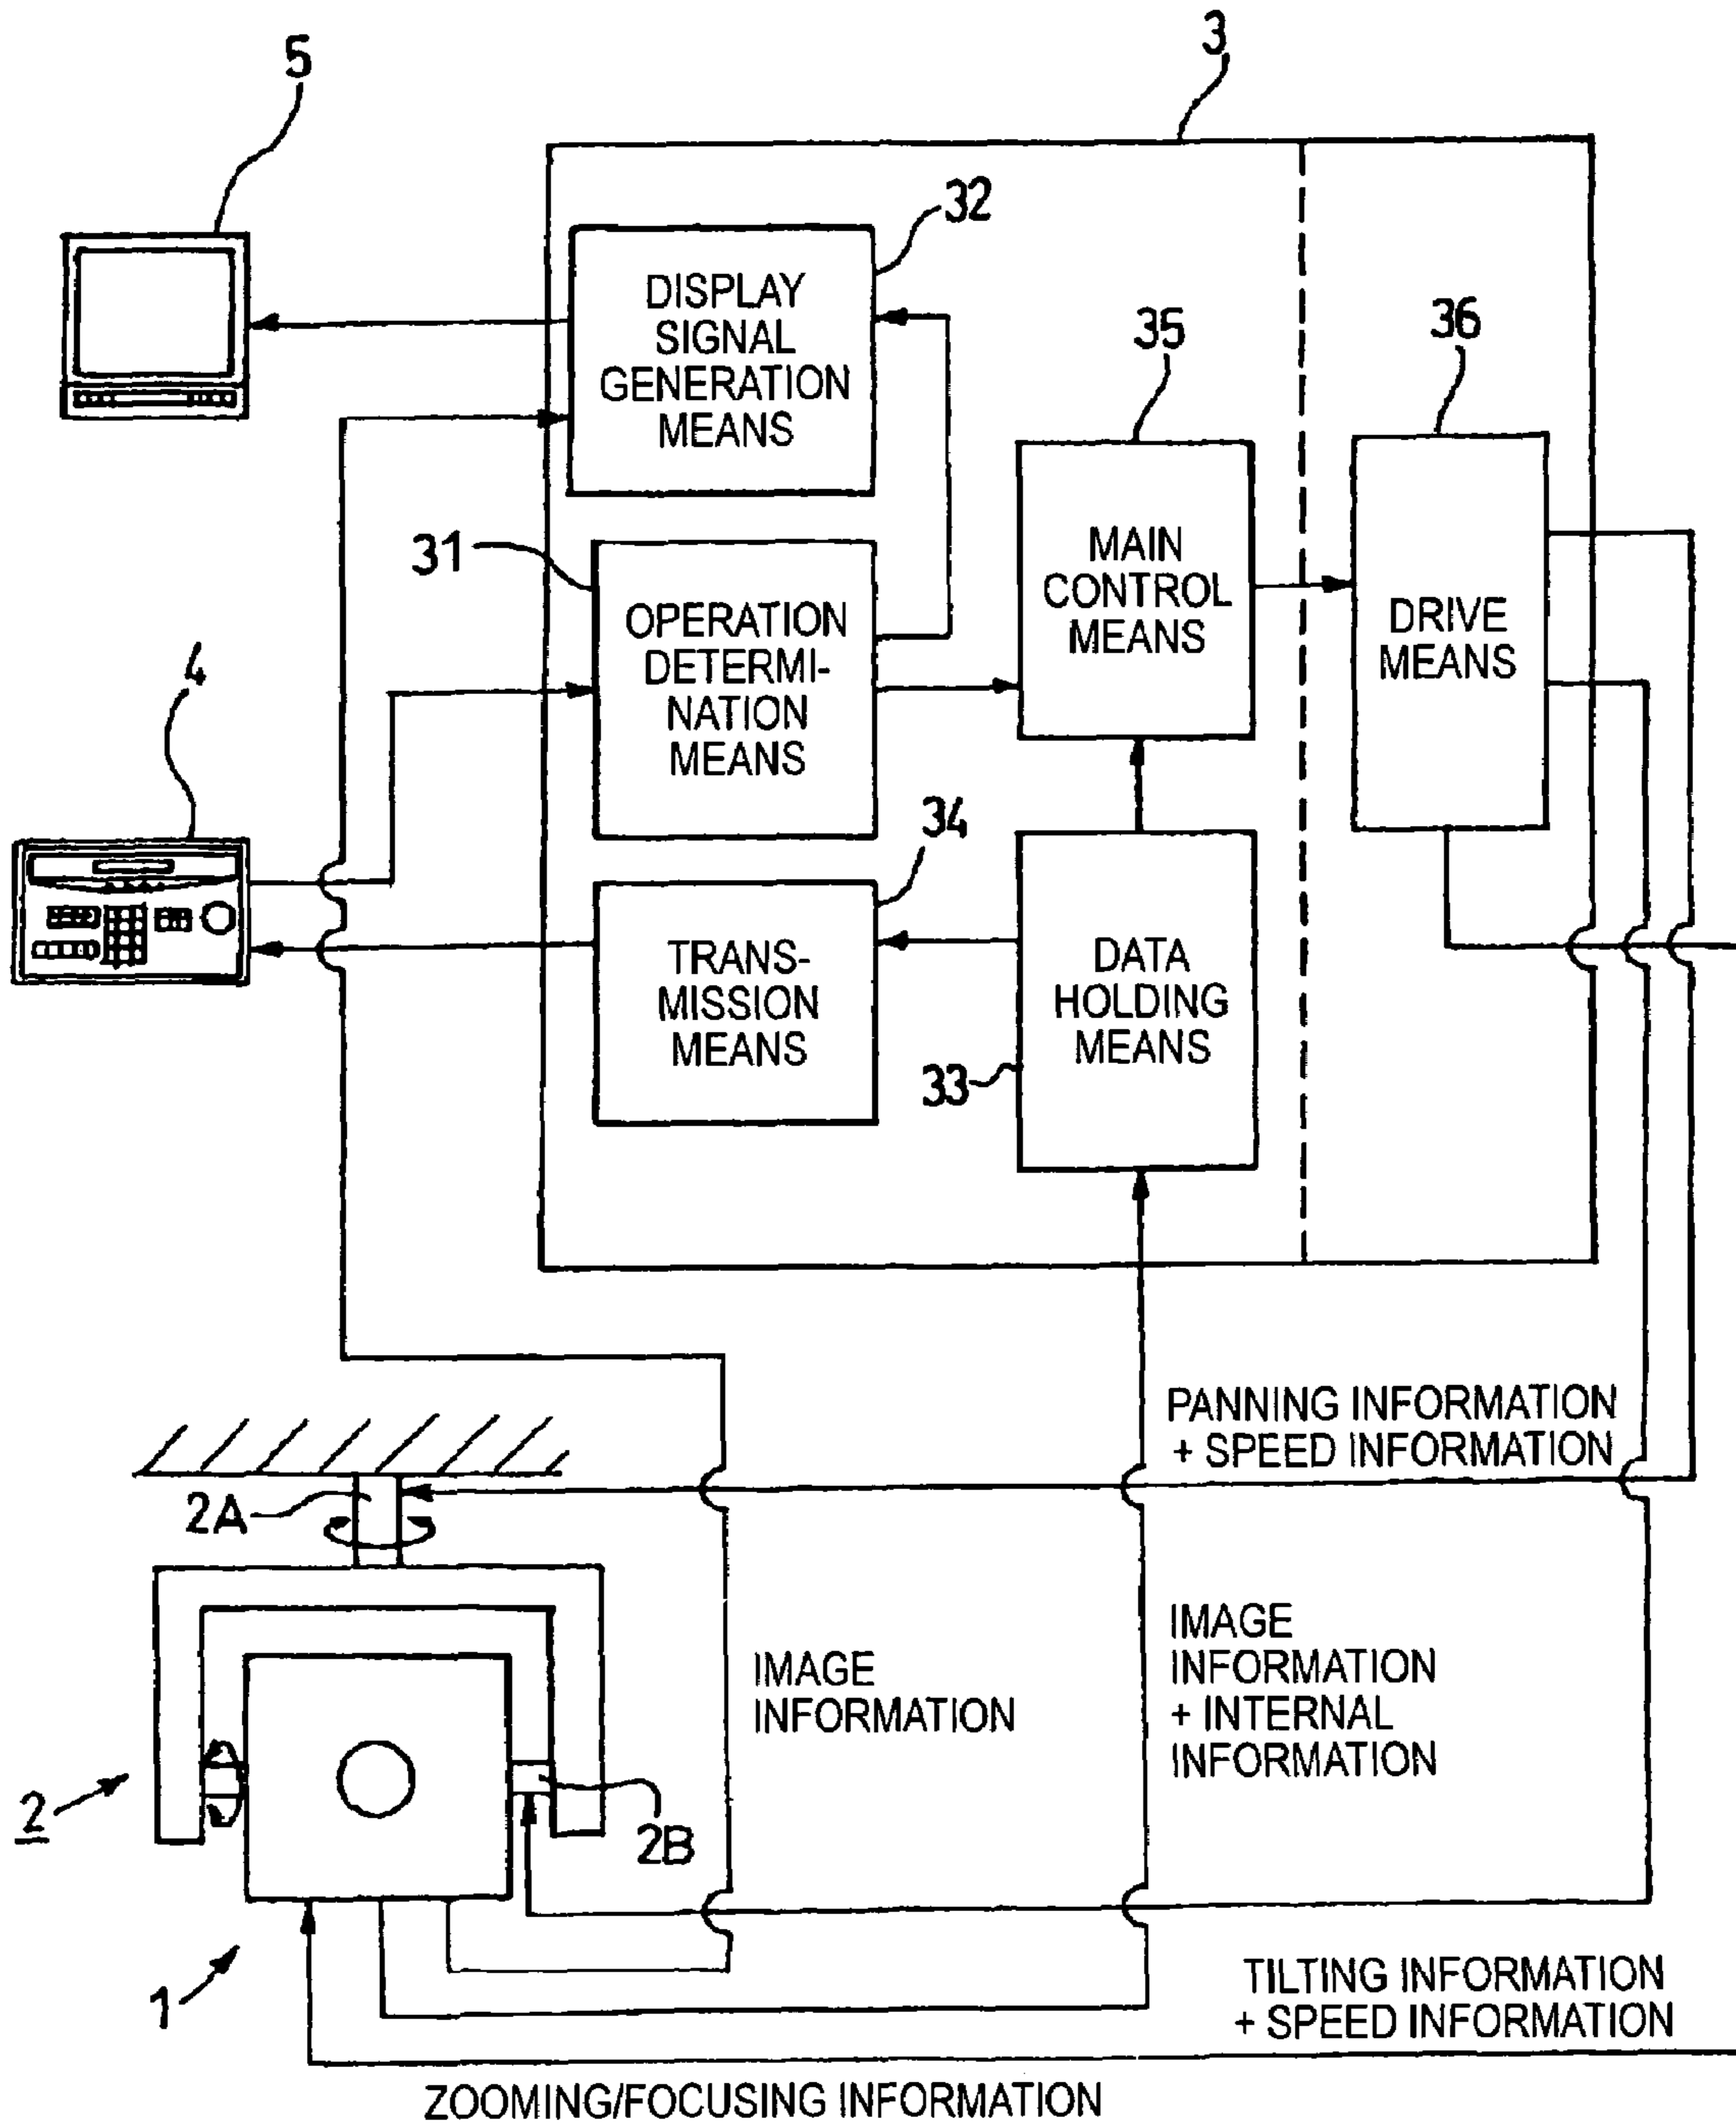 3
5
32
DISPLAY
SIGNAL
GENERATION
MEANS
35
36
31
OPERATION
DETERMI-
NATION
MEANS
MAIN
CONTROL
MEANS
DRIVE
MEANS
4
34
TRANS-
MISSION
MEANS
DATA
HOLDING
MEANS
33
PANNING INFORMATION
+ SPEED INFORMATION
2A
IMAGE
INFORMATION
IMAGE
INFORMATION
+ INTERNAL
INFORMATION
2
2B
1
TILTING INFORMATION
+ SPEED INFORMATION
ZOOMING/FOCUSING INFORMATION